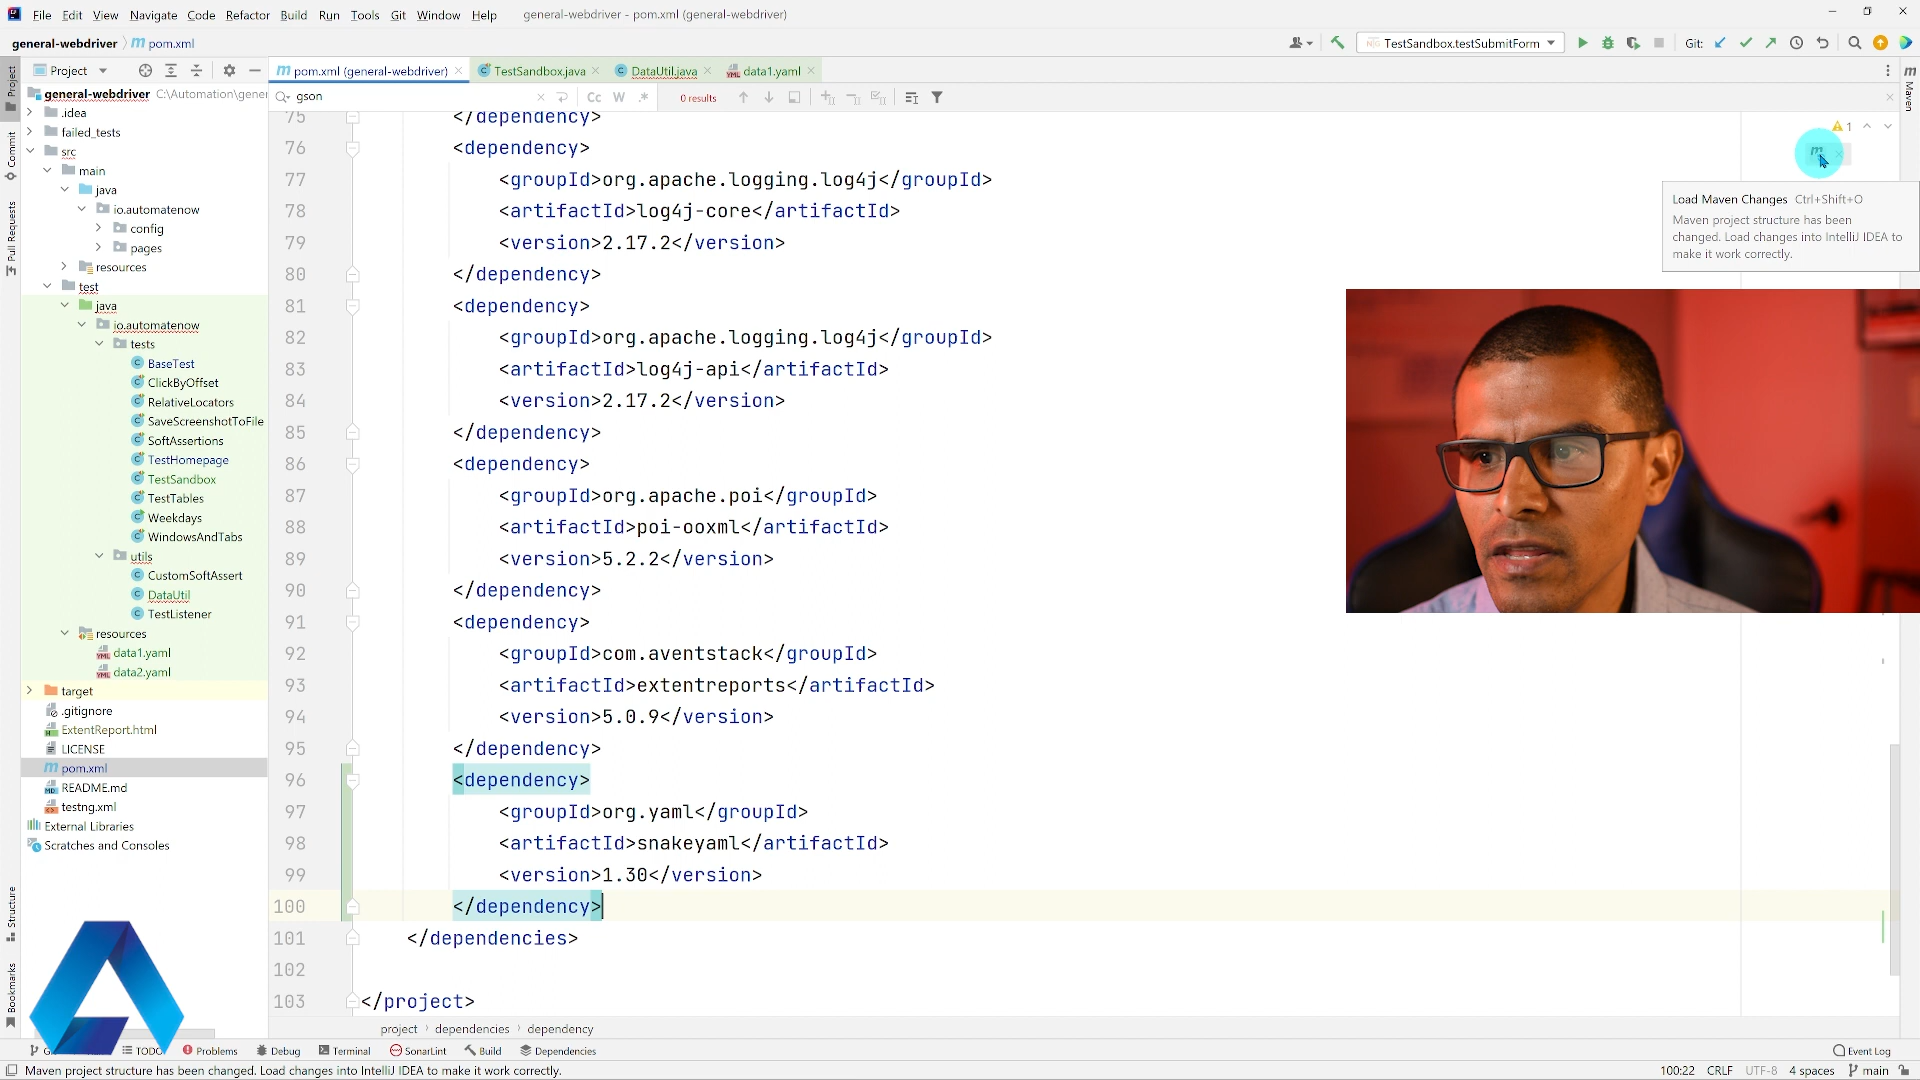 File Edit View Navigate Code Refactor Build Run Tools Git Window Help general-webdriver - pom.xml (general-webdriver)
general-webdriver pom.xml
TestSandbox.testSubmitForm
Git:
Project
general-webdriver C:\Automation\gener
pom.xml (general-webdriver)
TestSandbox.java
DataUtil.java
data1.yaml
gson
Cc W .*
0 results
1
.idea
failed_tests
src
main
java
io.automatenow
config
pages
resources
test
java
io.automatenow
tests
BaseTest
ClickByOffset
RelativeLocators
SaveScreenshotToFile
SoftAssertions
TestHomepage
TestSandbox
TestTables
Weekdays
WindowsAndTabs
utils
CustomSoftAssert
DataUtil
TestListener
resources
data1.yaml
data2.yaml
target
.gitignore
ExtentReport.html
LICENSE
pom.xml
README.md
testng.xml
External Libraries
Scratches and Consoles
Project
Commit
Pull Requests
Structure
Bookmarks
Maven
75 </dependency>
76 <dependency>
77 <groupId>org.apache.logging.log4j</groupId>
78 <artifactId>log4j-core</artifactId>
79 <version>2.17.2</version>
80 </dependency>
81 <dependency>
82 <groupId>org.apache.logging.log4j</groupId>
83 <artifactId>log4j-api</artifactId>
84 <version>2.17.2</version>
85 </dependency>
86 <dependency>
87 <groupId>org.apache.poi</groupId>
88 <artifactId>poi-ooxml</artifactId>
89 <version>5.2.2</version>
90 </dependency>
91 <dependency>
92 <groupId>com.aventstack</groupId>
93 <artifactId>extentreports</artifactId>
94 <version>5.0.9</version>
95 </dependency>
96 <dependency>
97 <groupId>org.yaml</groupId>
98 <artifactId>snakeyaml</artifactId>
99 <version>1.30</version>
100 </dependency>
101 </dependencies>
102
103 </project>
Load Maven Changes Ctrl+Shift+O
Maven project structure has been
changed. Load changes into IntelliJ IDEA to
make it work correctly.
project dependencies dependency
TODO Problems Debug Terminal SonarLint Build Dependencies Event Log
Maven project structure has been changed. Load changes into IntelliJ IDEA to make it work correctly.
100:22 CRLF UTF-8 4 spaces main